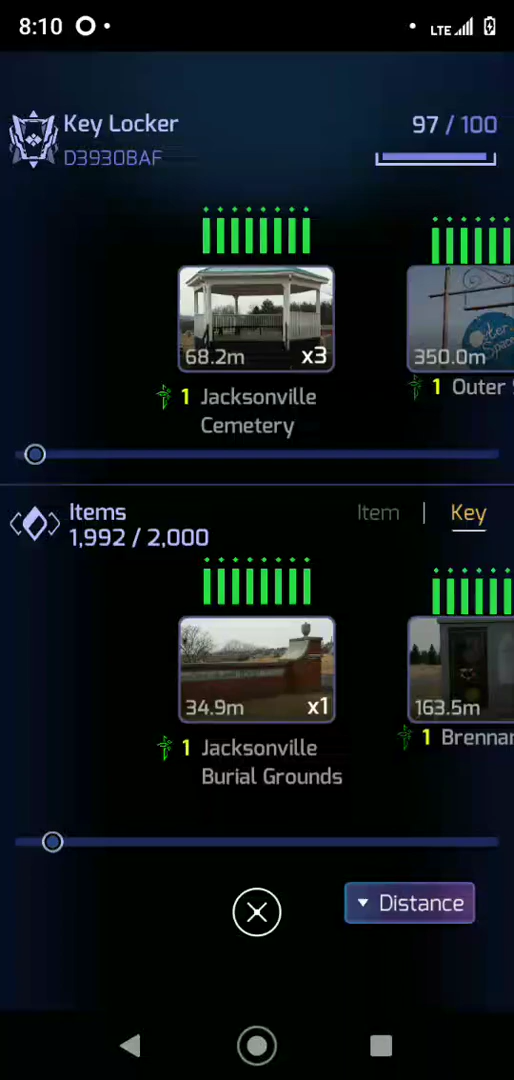 8:10
LTE
Key Locker
97 / 100
D3930BAF
68.2m
x3
350.0m
1 Jacksonville
Cemetery
1 Outer
Items
1,992 / 2,000
Item | Key
34.9m
x1
163.5m
1 Jacksonville
Burial Grounds
1 Brennan
Distance